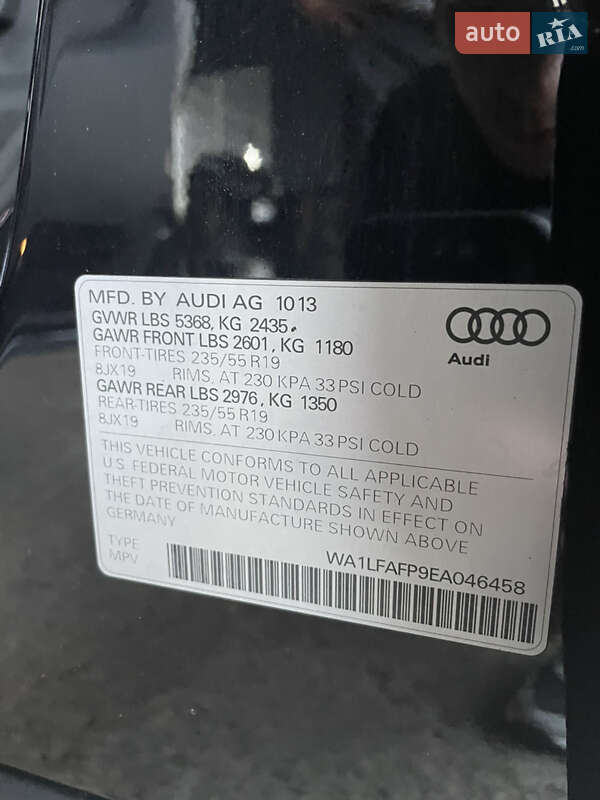 auto RIA.com
MFD. BY AUDI AG 1013
GVWR LBS 5368, KG 2435
GAWR FRONT LBS 2601, KG 1180
FRONT-TIRES 235/55 R19
8JX19 RIMS, AT 230 KPA 33 PSI COLD
GAWR REAR LBS 2976, KG 1350
REAR-TIRES 235/55 R19
8JX19 RIMS, AT 230 KPA 33 PSI COLD
Audi
THIS VEHICLE CONFORMS TO ALL APPLICABLE
U.S. FEDERAL MOTOR VEHICLE SAFETY AND
THEFT PREVENTION STANDARDS IN EFFECT ON
THE DATE OF MANUFACTURE SHOWN ABOVE
GERMANY
TYPE
MPV
WA1LFAFP9EA046458